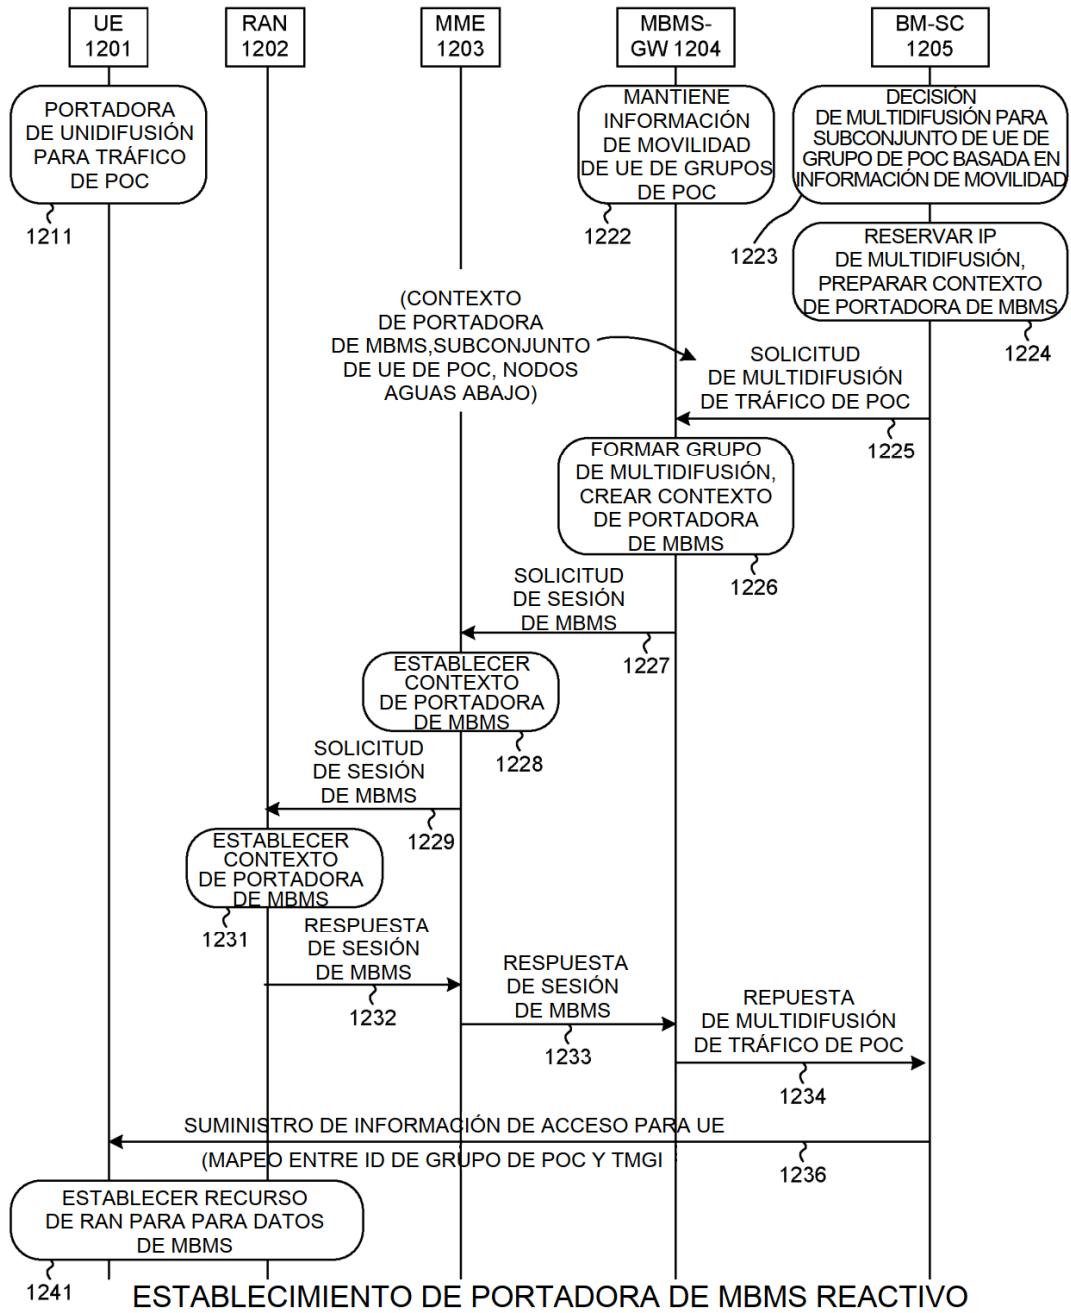 UE
1201
RAN
1202
MME
1203
MBMS-
GW 1204
BM-SC
1205
PORTADORA
DE UNIDIFUSIÓN
PARA TRÁFICO
DE POC
1211
MANTIENE
INFORMACIÓN
DE MOVILIDAD
DE UE DE GRUPOS
DE POC
1222
DECISIÓN
DE MULTIDIFUSIÓN PARA
SUBCONJUNTO DE UE DE
GRUPO DE POC BASADA EN
INFORMACIÓN DE MOVILIDAD
1223
RESERVAR IP
DE MULTIDIFUSIÓN,
PREPARAR CONTEXTO
DE PORTADORA DE MBMS
1224
(CONTEXTO
DE PORTADORA
DE MBMS,SUBCONJUNTO
DE UE DE POC, NODOS
AGUAS ABAJO)
SOLICITUD
DE MULTIDIFUSIÓN
DE TRÁFICO DE POC
1225
FORMAR GRUPO
DE MULTIDIFUSIÓN,
CREAR CONTEXTO
DE PORTADORA
DE MBMS
1226
SOLICITUD
DE SESIÓN
DE MBMS
1227
ESTABLECER
CONTEXTO
DE PORTADORA
DE MBMS
1228
SOLICITUD
DE SESIÓN
DE MBMS
1229
ESTABLECER
CONTEXTO
DE PORTADORA
DE MBMS
1231
RESPUESTA
DE SESIÓN
DE MBMS
1232
RESPUESTA
DE SESIÓN
DE MBMS
1233
REPUESTA
DE MULTIDIFUSIÓN
DE TRÁFICO DE POC
1234
SUMINISTRO DE INFORMACIÓN DE ACCESO PARA UE
(MAPEO ENTRE ID DE GRUPO DE POC Y TMGI
1236
ESTABLECER RECURSO
DE RAN PARA PARA DATOS
DE MBMS
1241
ESTABLECIMIENTO DE PORTADORA DE MBMS REACTIVO